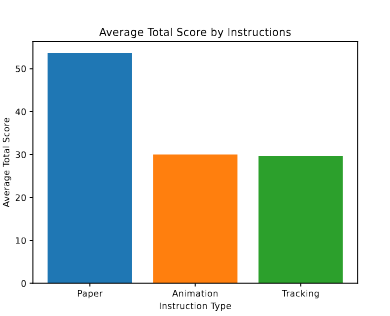 Average Total Score by Instructions
Average Total Score
50
40
30
20
10
0
Paper Animation Tracking
Instruction Type